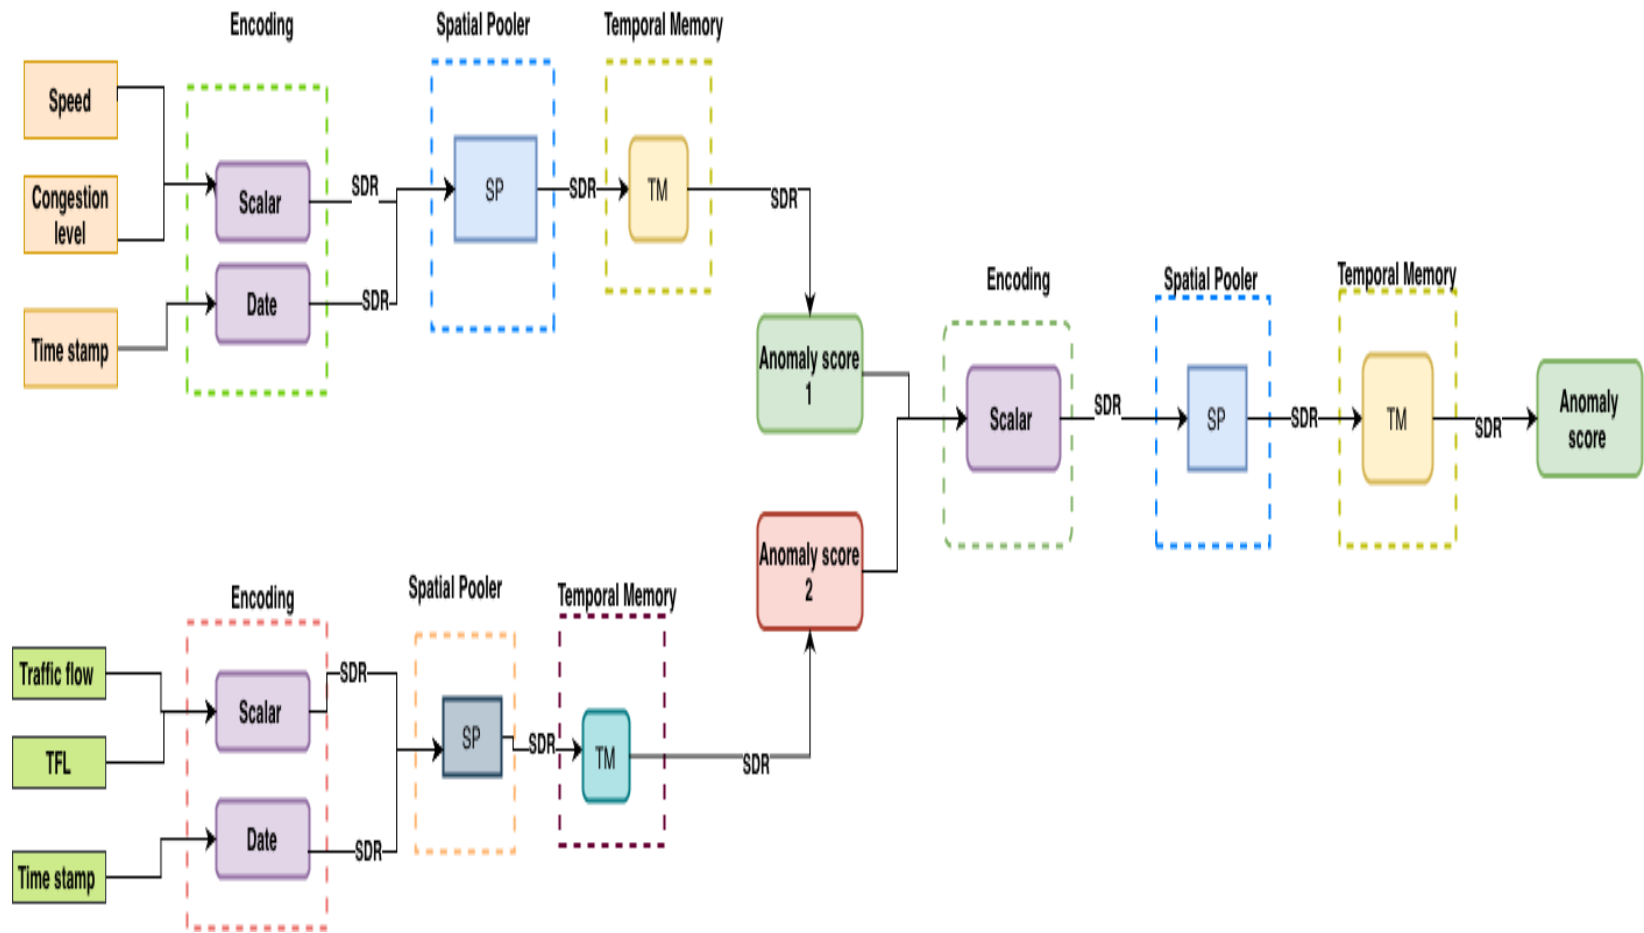 Encoding
Spatial Pooler
Temporal Memory
Speed
Congestion
level
Time stamp
Scalar
Date
SDR
SDR
SP
SDR
TM
SDR
Anomaly score
1
Encoding
Spatial Pooler
Temporal Memory
Scalar
SDR
SP
SDR
TM
SDR
Anomaly
score
Anomaly score
2
Encoding
Spatial Pooler
Temporal Memory
Traffic flow
TFL
Time stamp
Scalar
Date
SDR
SDR
SP
SDR
TM
SDR